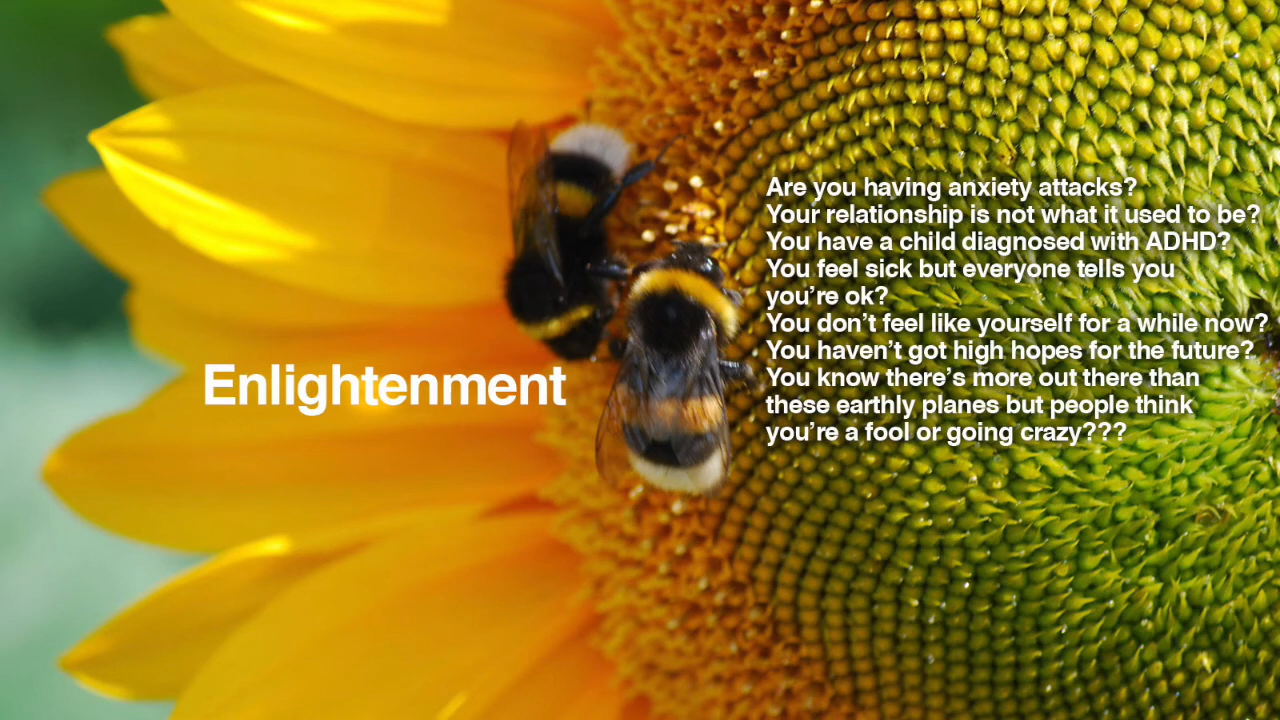 Enlightenment
Are you having anxiety attacks?
Your relationship is not what it used to be?
You have a child diagnosed with ADHD?
You feel sick but everyone tells you
you’re ok?
You don’t feel like yourself for a while now?
You haven’t got high hopes for the future?
You know there’s more out there than
these earthly planes but people think
you’re a fool or going crazy???